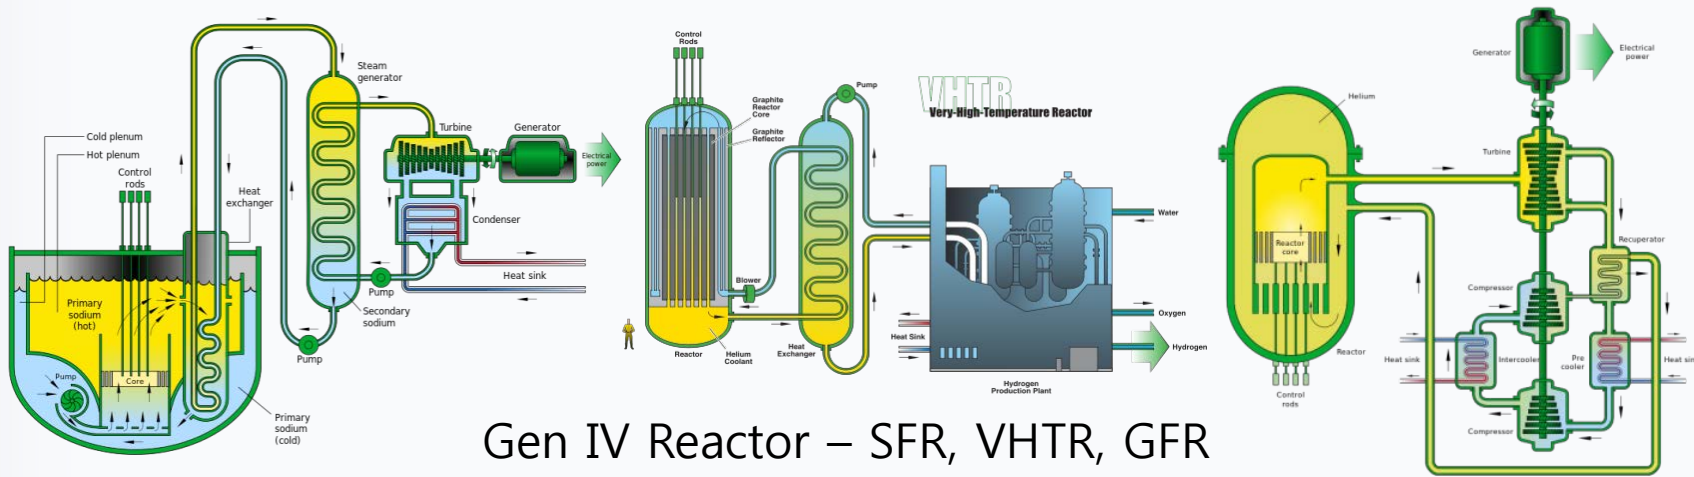 Steam
generator
Cold plenum
Hot plenum
Control
rods
Heat
exchanger
Turbine
Generator
Electrical
power
Condenser
Heat sink
Pump
Secondary
sodium
Pump
Primary
sodium
(hot)
Pump
Core
Primary
sodium
(cold)
Control
Rods
Graphite
Reactor
Core
Graphite
Reflector
Pump
VHTR
Very-High-Temperature Reactor
Blower
Reactor
Helium
Coolant
Heat
Exchanger
Heat Sink
Water
Oxygen
Hydrogen
Hydrogen
Production Plant
Generator
Electrical
power
Helium
Turbine
Reactor
core
Recuperator
Compressor
Heat sink
Intercooler
Pre
cooler
Heat sin
Reactor
Control
rods
Compressor
Gen IV Reactor – SFR, VHTR, GFR